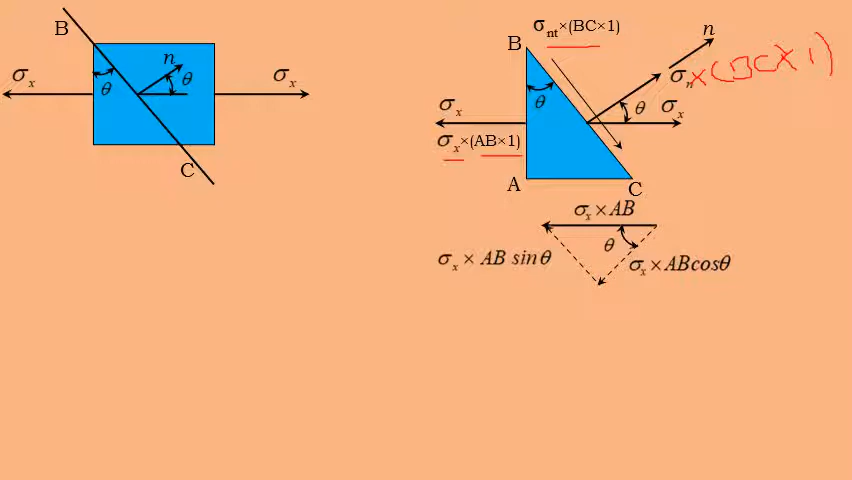 B
n
σx
θ
θ
σx
C
σnt×(BC×1)
n
B
σn×(BC×1)
θ
θ
σx
σx
σx×(AB×1)
A
C
σx×AB
θ
σx×AB sinθ
σx×ABcosθ